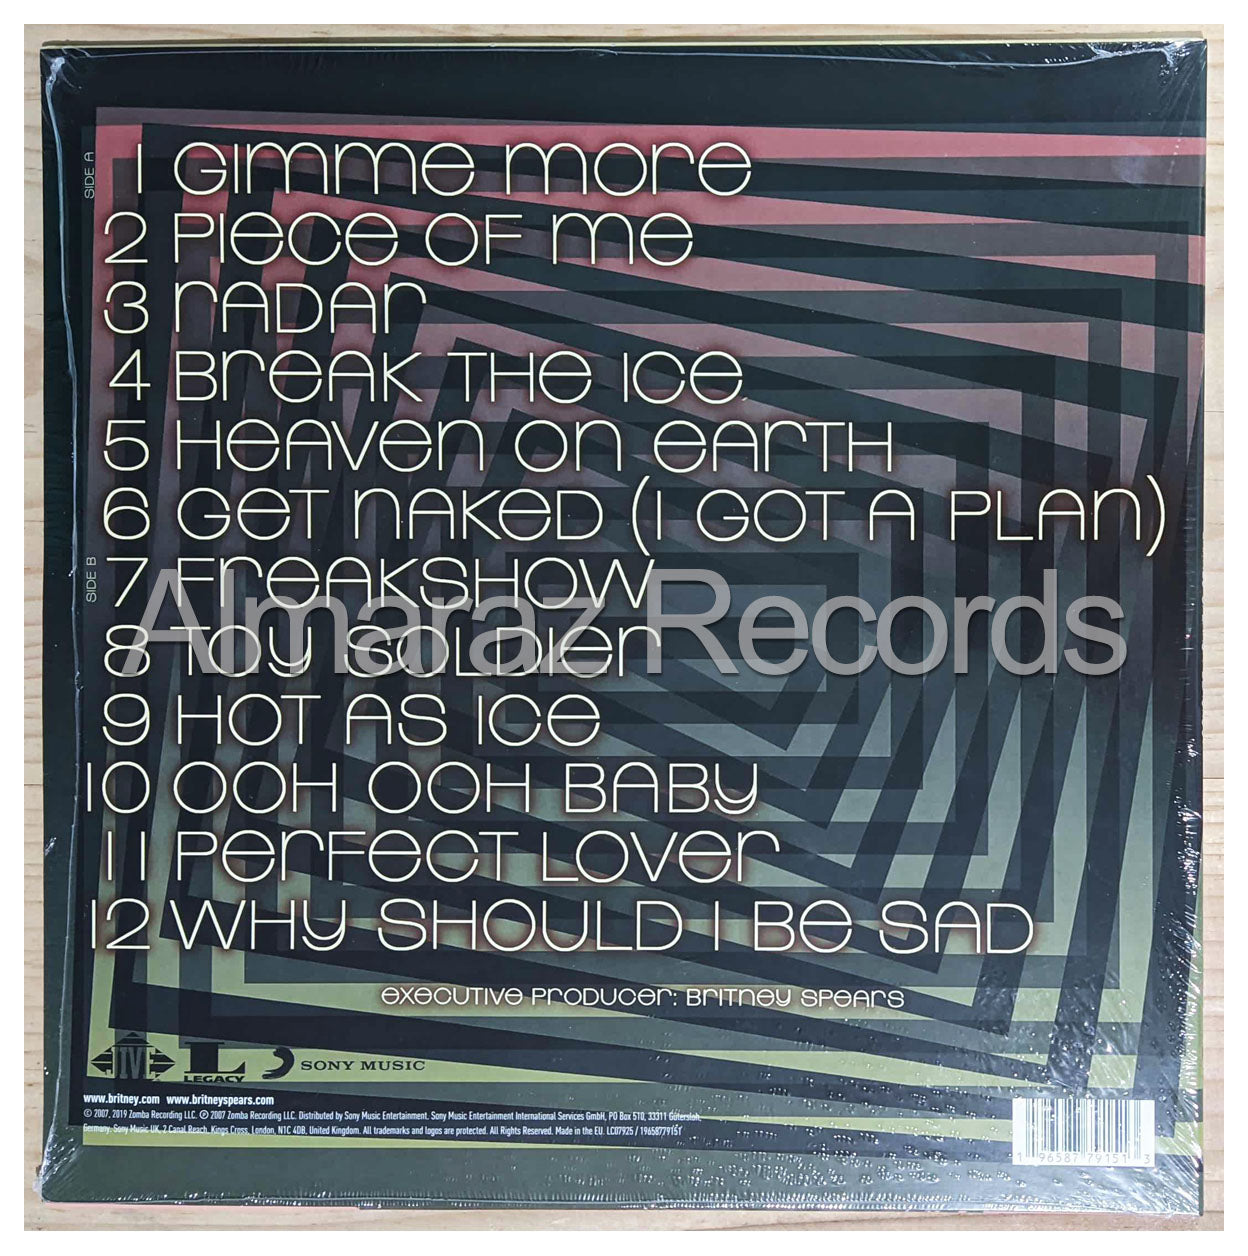 SIDE A
1 GIMME MORE
2 PIECE OF ME
3 RADAR
4 BREAK THE ICE
5 HEAVEN ON EARTH
6 GET NAKED (I GOT A PLAN)
SIDE B
7 FREAKSHOW
Almaraz Records
8 TOY SOLDIER
9 HOT AS ICE
10 OOH OOH BABY
11 PERFECT LOVER
12 WHY SHOULD I BE SAD
EXECUTIVE PRODUCER: BRITNEY SPEARS
JIVE L LEGACY SONY MUSIC
www.britney.com www.britneyspears.com
© 2007, 2019 Zomba Recording LLC. ℗ 2007 Zomba Recording LLC. Distributed by Sony Music Entertainment. Sony Music Entertainment International Services GmbH, PO Box 510, 33311 Gütersloh,
Germany. Sony Music UK, 2 Canal Reach, Kings Cross, London, N1C 4DB, United Kingdom. All trademarks and logos are protected. All Rights Reserved. Made in the EU. LC07925 / 19658779151
1 96587 79151 3